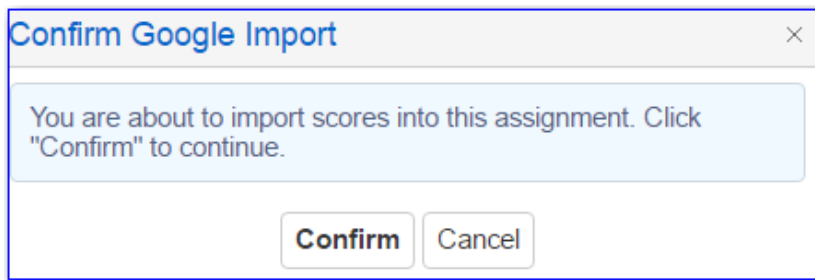 Confirm Google Import
You are about to import scores into this assignment. Click
"Confirm" to continue.
Confirm Cancel